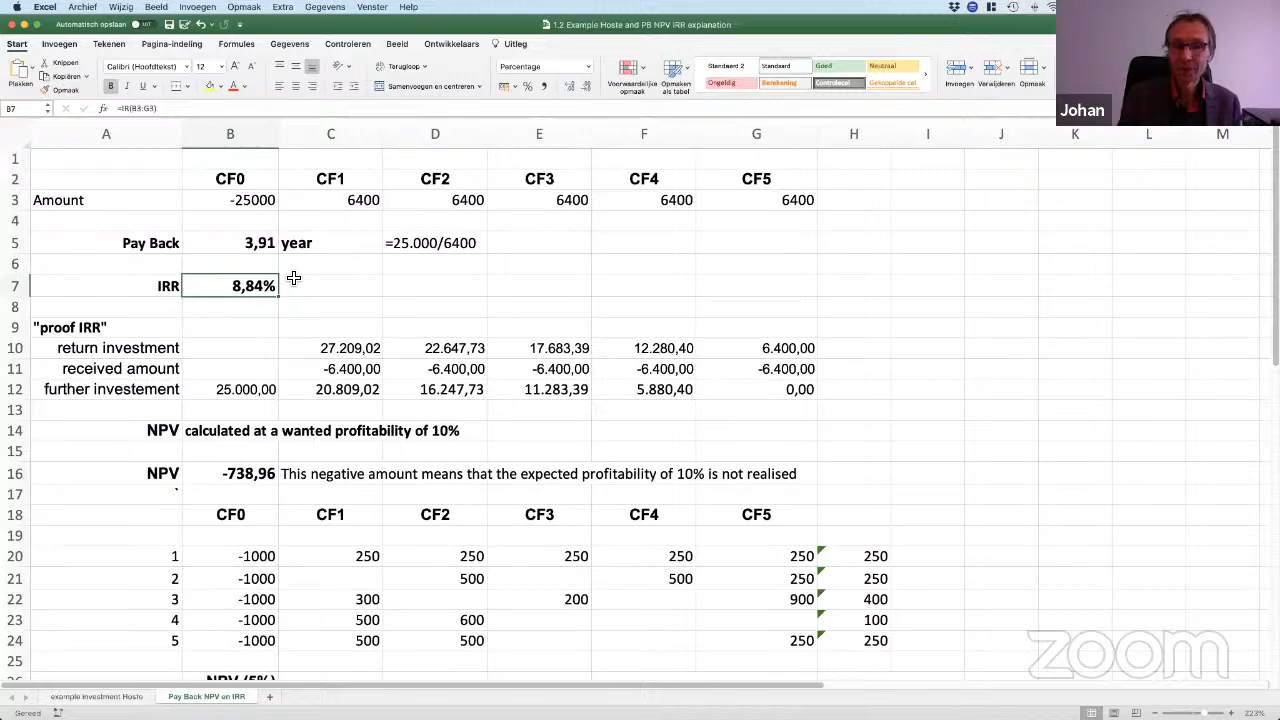 Excel Archief Wijzig Beeld Invoegen Opmaak Extra Gegevens Venster Help
Automatisch opslaan UIT
1.2 Example Hoste and PB NPV IRR explanation
Start Invoegen Tekenen Pagina-indeling Formules Gegevens Controleren Beeld Ontwikkelaars Uitleg
Plakken Knippen Kopiëren Opmaak
Calibri (Hoofdtekst) 12
Terugloop
Samenvoegen en centreren
Percentage
Voorwaardelijke opmaak
Opmaken als tabel
Standaard 2 Standaard Goed Neutraal
Ongeldig Berekening Controlecel Gekoppelde cel
Invoegen Verwijderen Opmaak
Johan
B7 fx =IR(B3:G3)
A B C D E F G H I J K L M
1
2 CF0 CF1 CF2 CF3 CF4 CF5
3 Amount -25000 6400 6400 6400 6400 6400
4
5 Pay Back 3,91 year =25.000/6400
6
7 IRR 8,84%
8
9 "proof IRR"
10 return investment 27.209,02 22.647,73 17.683,39 12.280,40 6.400,00
11 received amount -6.400,00 -6.400,00 -6.400,00 -6.400,00 -6.400,00
12 further investement 25.000,00 20.809,02 16.247,73 11.283,39 5.880,40 0,00
13
14 NPV calculated at a wanted profitability of 10%
15
16 NPV -738,96 This negative amount means that the expected profitability of 10% is not realised
17 `
18 CF0 CF1 CF2 CF3 CF4 CF5
19
20 1 -1000 250 250 250 250 250 250
21 2 -1000 500 500 250 250
22 3 -1000 300 200 900 400
23 4 -1000 500 600 100
24 5 -1000 500 500 250 250
25
26 NPV (5%)
zoom
example investment Hoste Pay Back NPV en IRR +
Gereed 223%